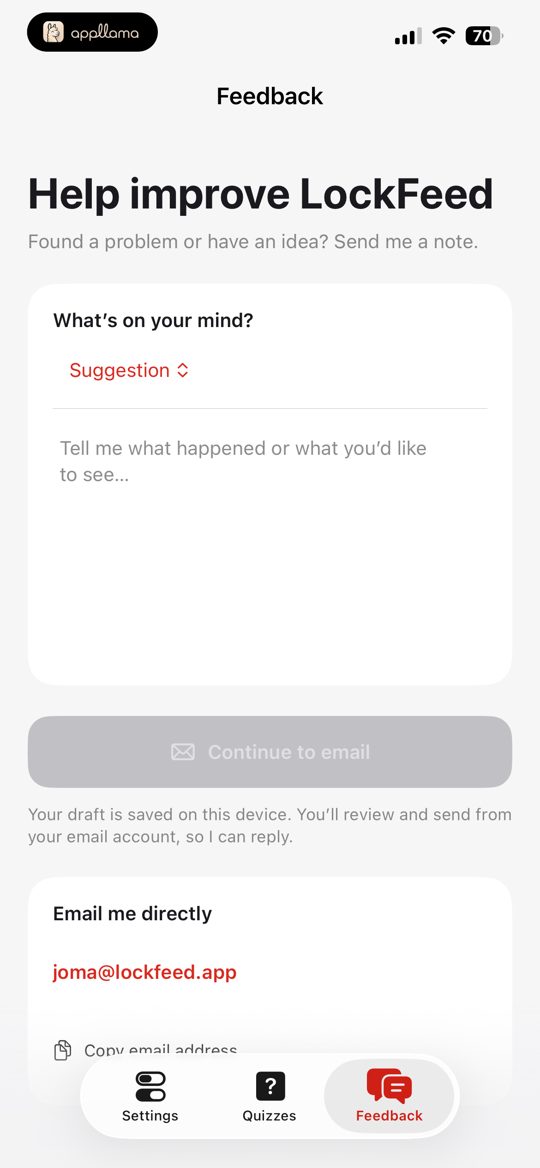 appllama
70
Feedback
Help improve LockFeed
Found a problem or have an idea? Send me a note.
What’s on your mind?
Suggestion
Tell me what happened or what you’d like
to see...
Continue to email
Your draft is saved on this device. You’ll review and send from
your email account, so I can reply.
Email me directly
joma@lockfeed.app
Copy email address
?
Settings
Quizzes
Feedback